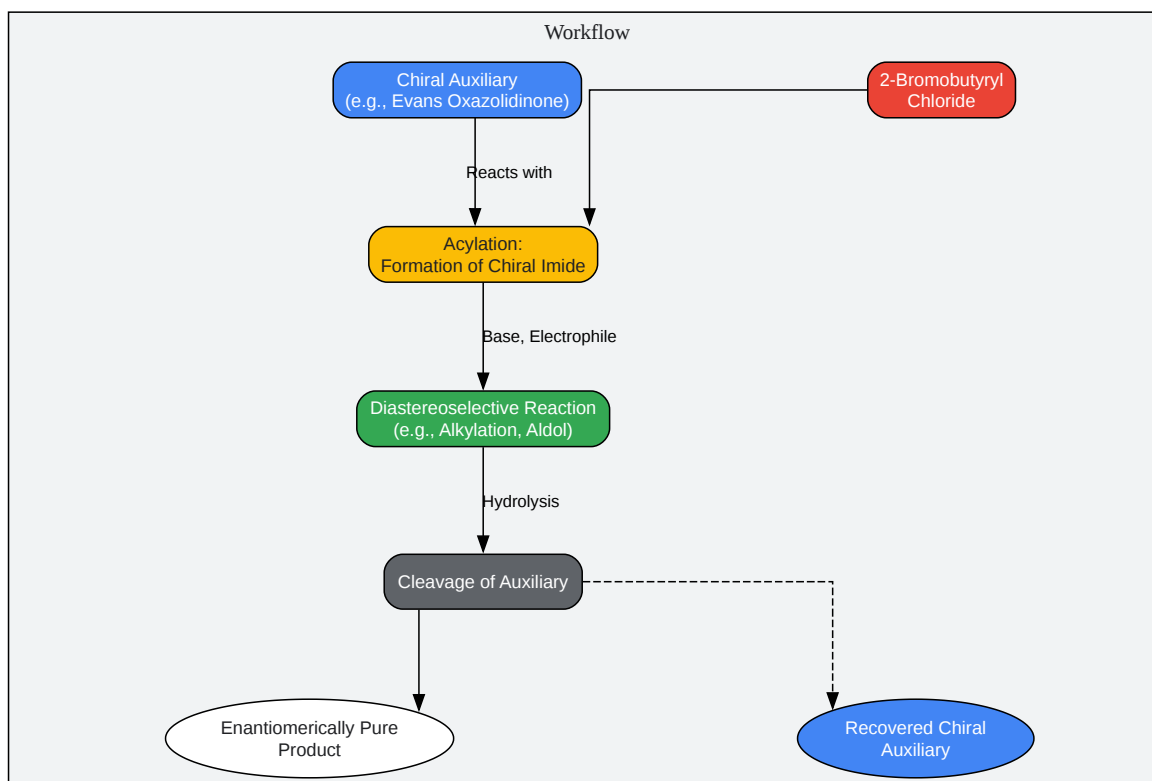 Workflow
Chiral Auxiliary
(e.g., Evans Oxazolidinone)
2-Bromobutyryl
Chloride
Reacts with
Acylation:
Formation of Chiral Imide
Base, Electrophile
Diastereoselective Reaction
(e.g., Alkylation, Aldol)
Hydrolysis
Cleavage of Auxiliary
Enantiomerically Pure
Product
Recovered Chiral
Auxiliary